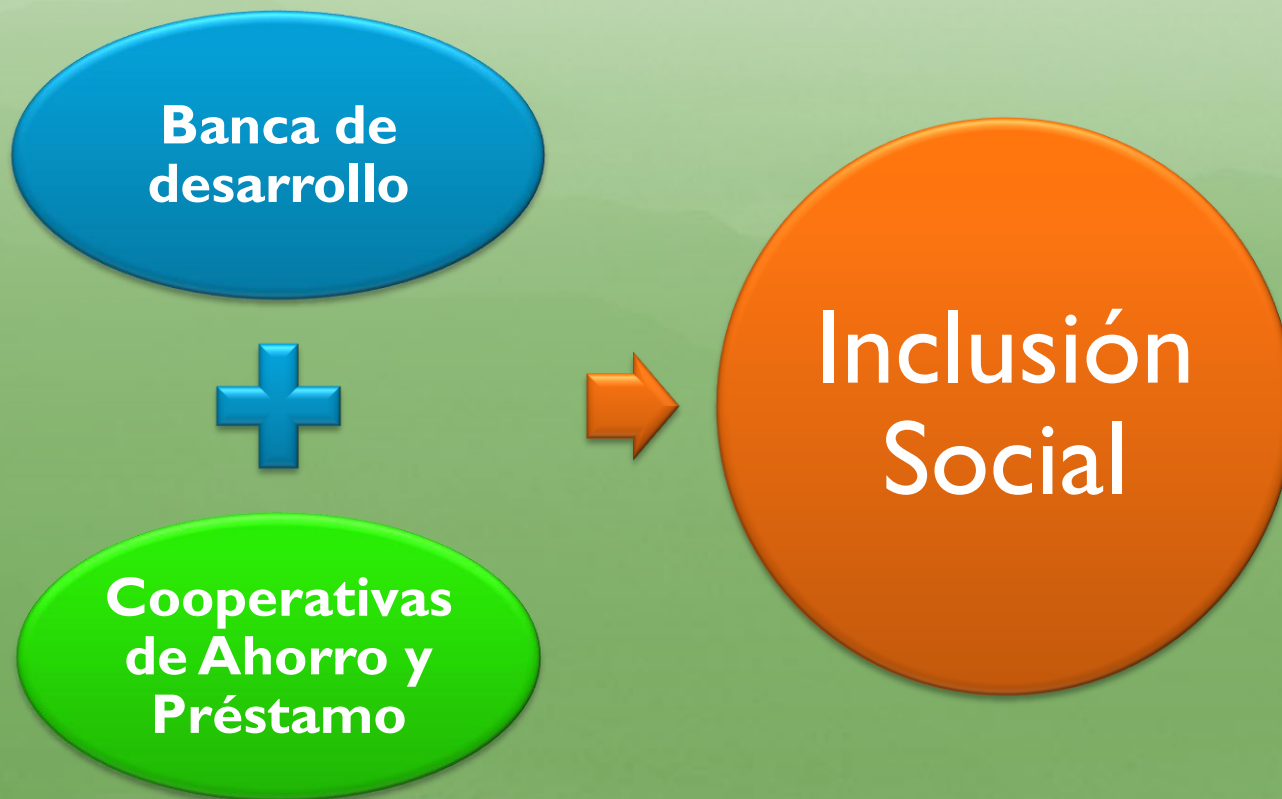 Banca de
desarrollo
Cooperativas
de Ahorro y
Préstamo
Inclusión
Social